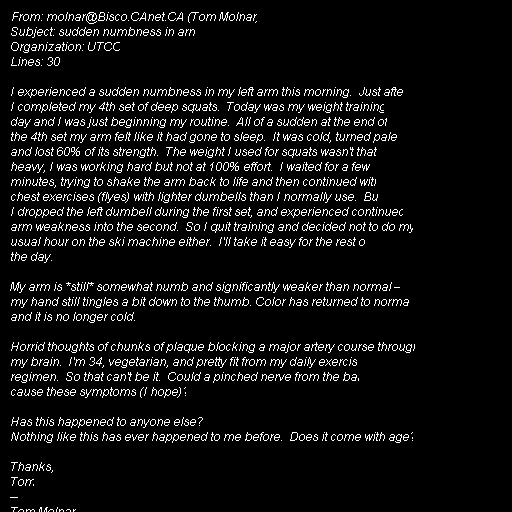 From: molnar@Bisco.CAnet.CA (Tom Molnar)
Subject: sudden numbness in arm
Organization: UTCC
Lines: 30

I experienced a sudden numbness in my left arm this morning.  Just after
I completed my 4th set of deep squats.  Today was my weight training
day and I was just beginning my routine.  All of a sudden at the end of
the 4th set my arm felt like it had gone to sleep.  It was cold, turned pale
and lost 60% of its strength.  The weight I used for squats wasn't that
heavy, I was working hard but not at 100% effort.  I waited for a few
minutes, trying to shake the arm back to life and then continued with
chest exercises (flyes) with lighter dumbells than I normally use.  But
I dropped the left dumbell during the first set, and experienced continued
arm weakness into the second.  So I quit training and decided not to do my
usual hour on the ski machine either.  I'll take it easy for the rest of
the day.

My arm is *still* somewhat numb and significantly weaker than normal --
my hand still tingles a bit down to the thumb. Color has returned to normal
and it is no longer cold.

Horrid thoughts of chunks of plaque blocking a major artery course through
my brain.  I'm 34, vegetarian, and pretty fit from my daily exercise
regimen.  So that can't be it.  Could a pinched nerve from the bar
cause these symptoms (I hope)?

Has this happened to anyone else?
Nothing like this has ever happened to me before.  Does it come with age?

Thanks,
Tom
--
Tom Molnar